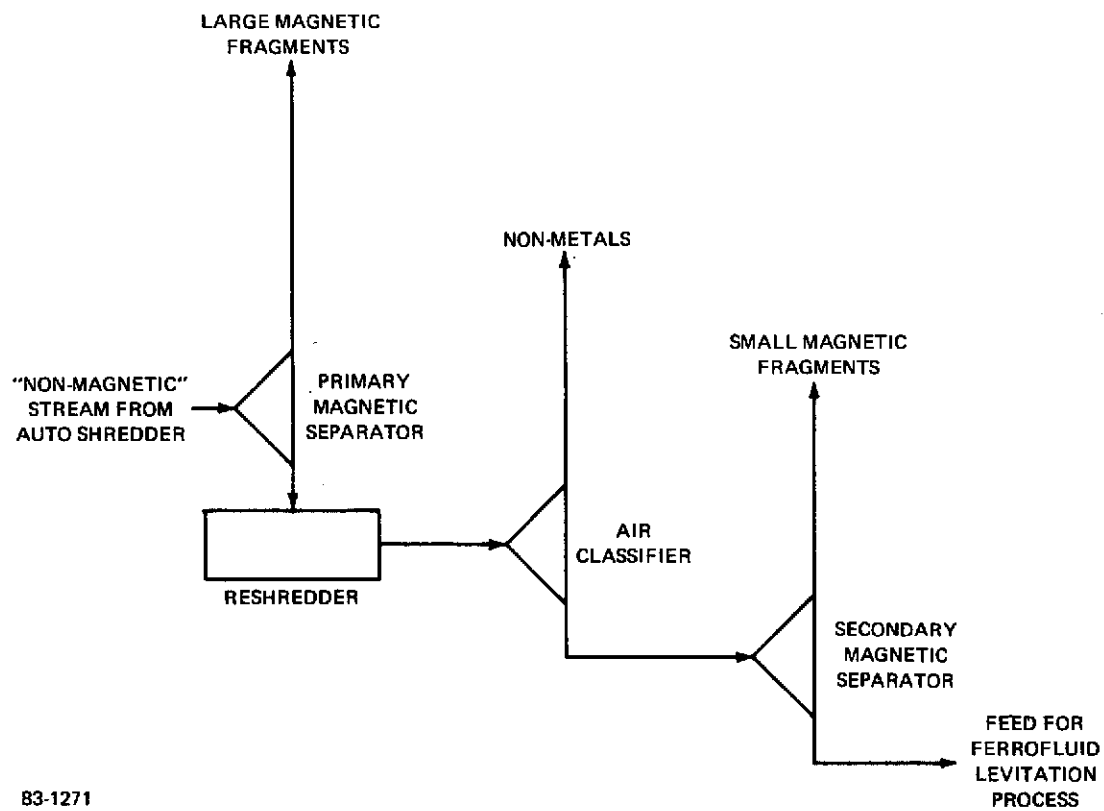 LARGE MAGNETIC
FRAGMENTS
NON-METALS
SMALL MAGNETIC
FRAGMENTS
"NON-MAGNETIC"
STREAM FROM
AUTO SHREDDER
PRIMARY
MAGNETIC
SEPARATOR
RESHREDDER
AIR
CLASSIFIER
SECONDARY
MAGNETIC
SEPARATOR
FEED FOR
FERROFLUID
LEVITATION
PROCESS
83-1271